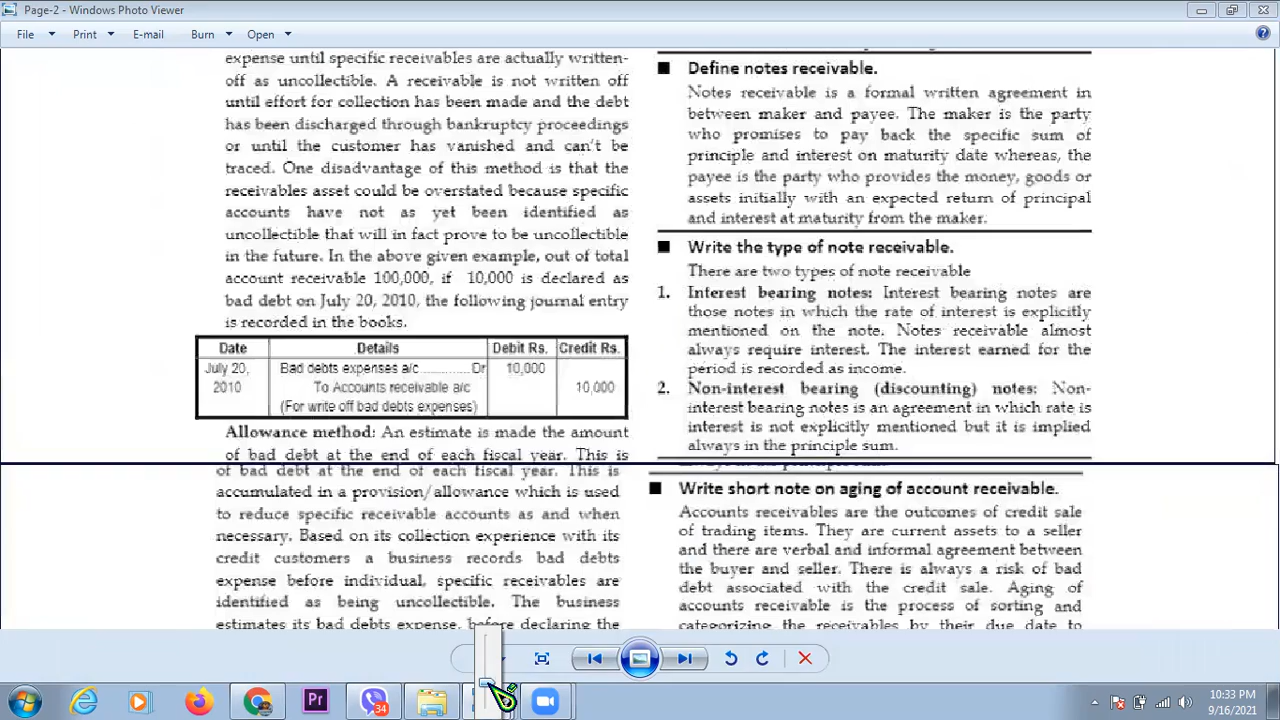 Page-2 - Windows Photo Viewer
File Print E-mail Burn Open
expense until specific receivables are actually written-
off as uncollectible. A receivable is not written off
until effort for collection has been made and the debt
has been discharged through bankruptcy proceedings
or until the customer has vanished and can't be
traced. One disadvantage of this method is that the
receivables asset could be overstated because specific
accounts have not as yet been identified as
uncollectible that will in fact prove to be uncollectible
in the future. In the above given example, out of total
account receivable 100,000, if 10,000 is declared as
bad debt on July 20, 2010, the following journal entry
is recorded in the books.
Date Details Debit Rs. Credit Rs.
July 20, Bad debts expenses a/c ............... Dr 10,000
2010 To Accounts receivable a/c 10,000
(For write off bad debts expenses)
Allowance method: An estimate is made the amount
of bad debt at the end of each fiscal year. This is
of bad debt at the end of each fiscal year. This is
accumulated in a provision/allowance which is used
to reduce specific receivable accounts as and when
necessary. Based on its collection experience with its
credit customers a business records bad debts
expense before individual, specific receivables are
identified as being uncollectible. The business
estimates its bad debts expense, before declaring the
■ Define notes receivable.
Notes receivable is a formal written agreement in
between maker and payee. The maker is the party
who promises to pay back the specific sum of
principle and interest on maturity date whereas, the
payee is the party who provides the money, goods or
assets initially with an expected return of principal
and interest at maturity from the maker.
■ Write the type of note receivable.
There are two types of note receivable
1. Interest bearing notes: Interest bearing notes are
those notes in which the rate of interest is explicitly
mentioned on the note. Notes receivable almost
always require interest. The interest earned for the
period is recorded as income.
2. Non-interest bearing (discounting) notes: Non-
interest bearing notes is an agreement in which rate is
interest is not explicitly mentioned but it is implied
always in the principle sum.
■ Write short note on aging of account receivable.
Accounts receivables are the outcomes of credit sale
of trading items. They are current assets to a seller
and there are verbal and informal agreement between
the buyer and seller. There is always a risk of bad
debt associated with the credit sale. Aging of
accounts receivable is the process of sorting and
categorizing the receivables by their due date to
Pr
34
10:33 PM
9/16/2021